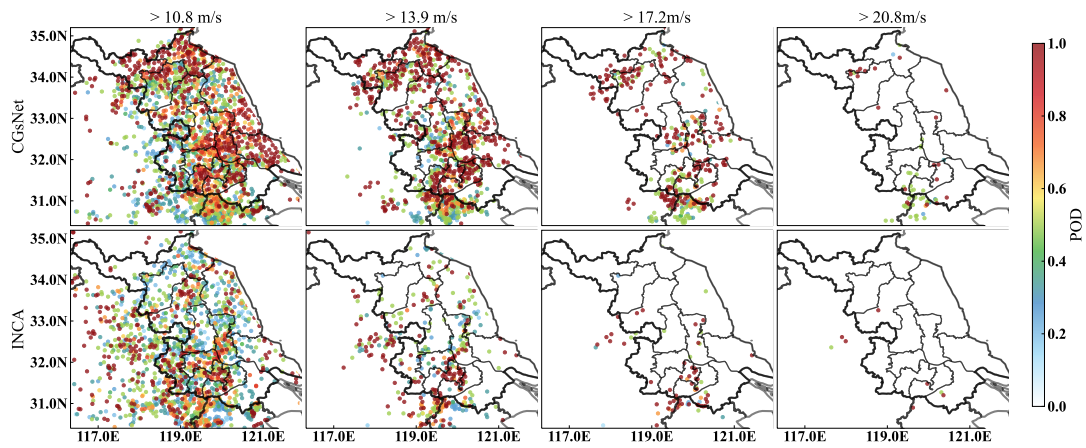 > 10.8 m/s
> 13.9 m/s
> 17.2m/s
> 20.8m/s
CGsNet
35.0N
34.0N
33.0N
32.0N
31.0N
INCA
35.0N
34.0N
33.0N
32.0N
31.0N
117.0E 119.0E 121.0E
117.0E 119.0E 121.0E
117.0E 119.0E 121.0E
117.0E 119.0E 121.0E
1.0
0.8
0.6
0.4
0.2
0.0
POD